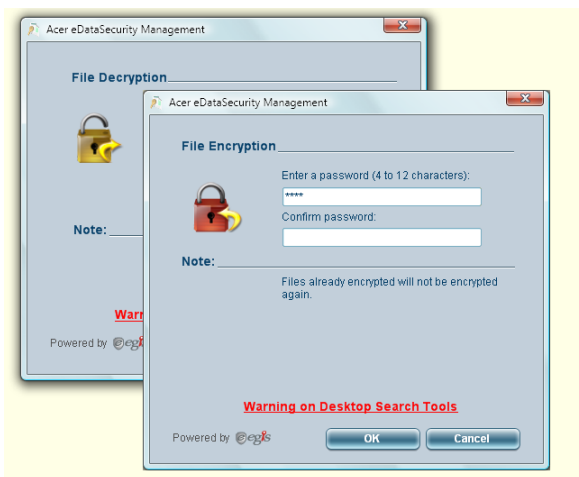 Acer eDataSecurity Management
File Decryption
Note:
Powered by egis
Acer eDataSecurity Management
File Encryption
Enter a password (4 to 12 characters):
****
Confirm password:
Note:
Files already encrypted will not be encrypted
again.
Warning on Desktop Search Tools
Powered by egis
OK
Cancel